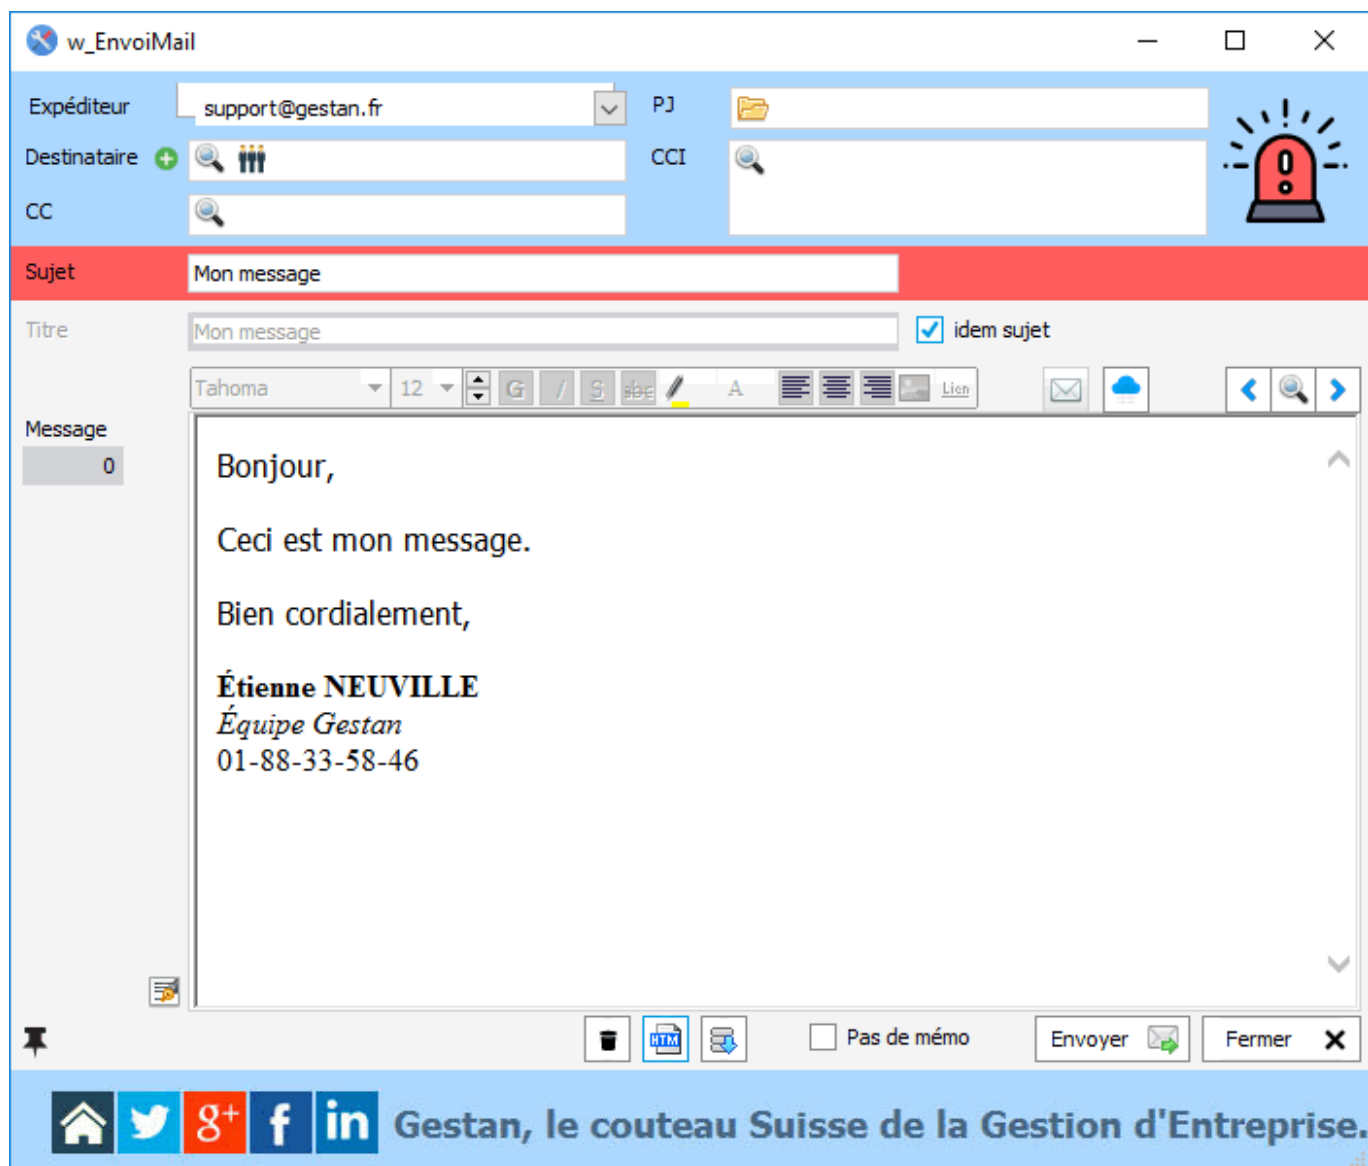 w_EnvoiMail
Expéditeur support@gestan.fr PJ
Destinataire CCI
CC
Sujet Mon message
Titre Mon message idem sujet
Tahoma 12 G I S abc A Lien
Message
0
Bonjour,
Ceci est mon message.
Bien cordialement,
Étienne NEUVILLE
Équipe Gestan
01-88-33-58-46
HTM Pas de mémo Envoyer Fermer
g+ f in Gestan, le couteau Suisse de la Gestion d'Entreprise.